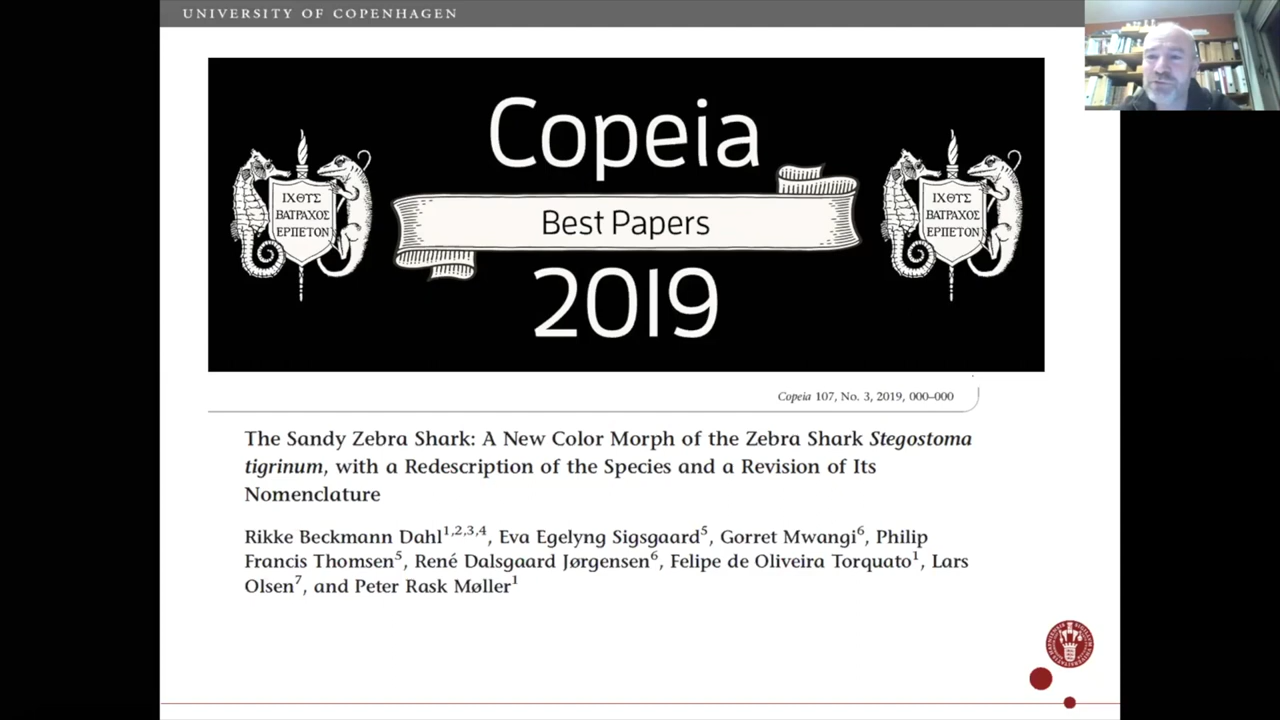 UNIVERSITY OF COPENHAGEN
Copeia
Best Papers
2019
ΙΧΘΥΣ
ΒΑΤΡΑΧΟΣ
ΕΡΠΕΤΟΝ
ΙΧΘΥΣ
ΒΑΤΡΑΧΟΣ
ΕΡΠΕΤΟΝ
Copeia 107, No. 3, 2019, 000–000
The Sandy Zebra Shark: A New Color Morph of the Zebra Shark Stegostoma
tigrinum, with a Redescription of the Species and a Revision of Its
Nomenclature
Rikke Beckmann Dahl1,2,3,4, Eva Egelyng Sigsgaard5, Gorret Mwangi6, Philip
Francis Thomsen5, René Dalsgaard Jørgensen6, Felipe de Oliveira Torquato1, Lars
Olsen7, and Peter Rask Møller1